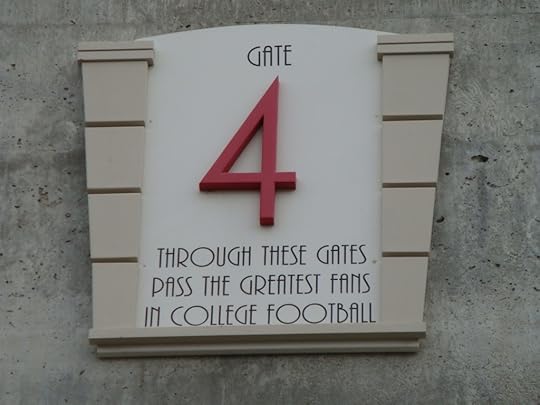 GATE
4
THROUGH THESE GATES
PASS THE GREATEST FANS
IN COLLEGE FOOTBALL